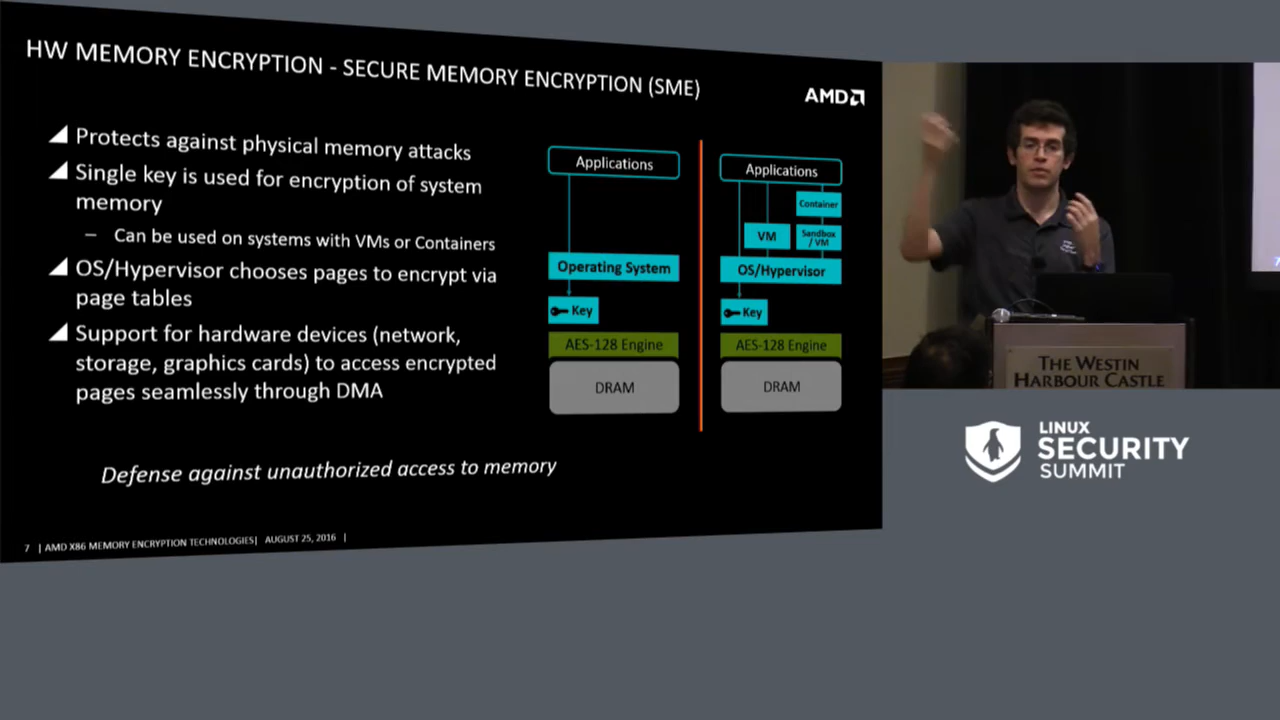 HW MEMORY ENCRYPTION - SECURE MEMORY ENCRYPTION (SME)
AMD
Protects against physical memory attacks
Single key is used for encryption of system
memory
– Can be used on systems with VMs or Containers
OS/Hypervisor chooses pages to encrypt via
page tables
Support for hardware devices (network,
storage, graphics cards) to access encrypted
pages seamlessly through DMA
Defense against unauthorized access to memory
Applications
Operating System
Key
AES-128 Engine
DRAM
Applications
Container
VM
Sandbox
/ VM
OS/Hypervisor
Key
AES-128 Engine
DRAM
7 | AMD X86 MEMORY ENCRYPTION TECHNOLOGIES| AUGUST 25, 2016 |
7
THE WESTIN
HARBOUR CASTLE
LINUX
SECURITY
SUMMIT